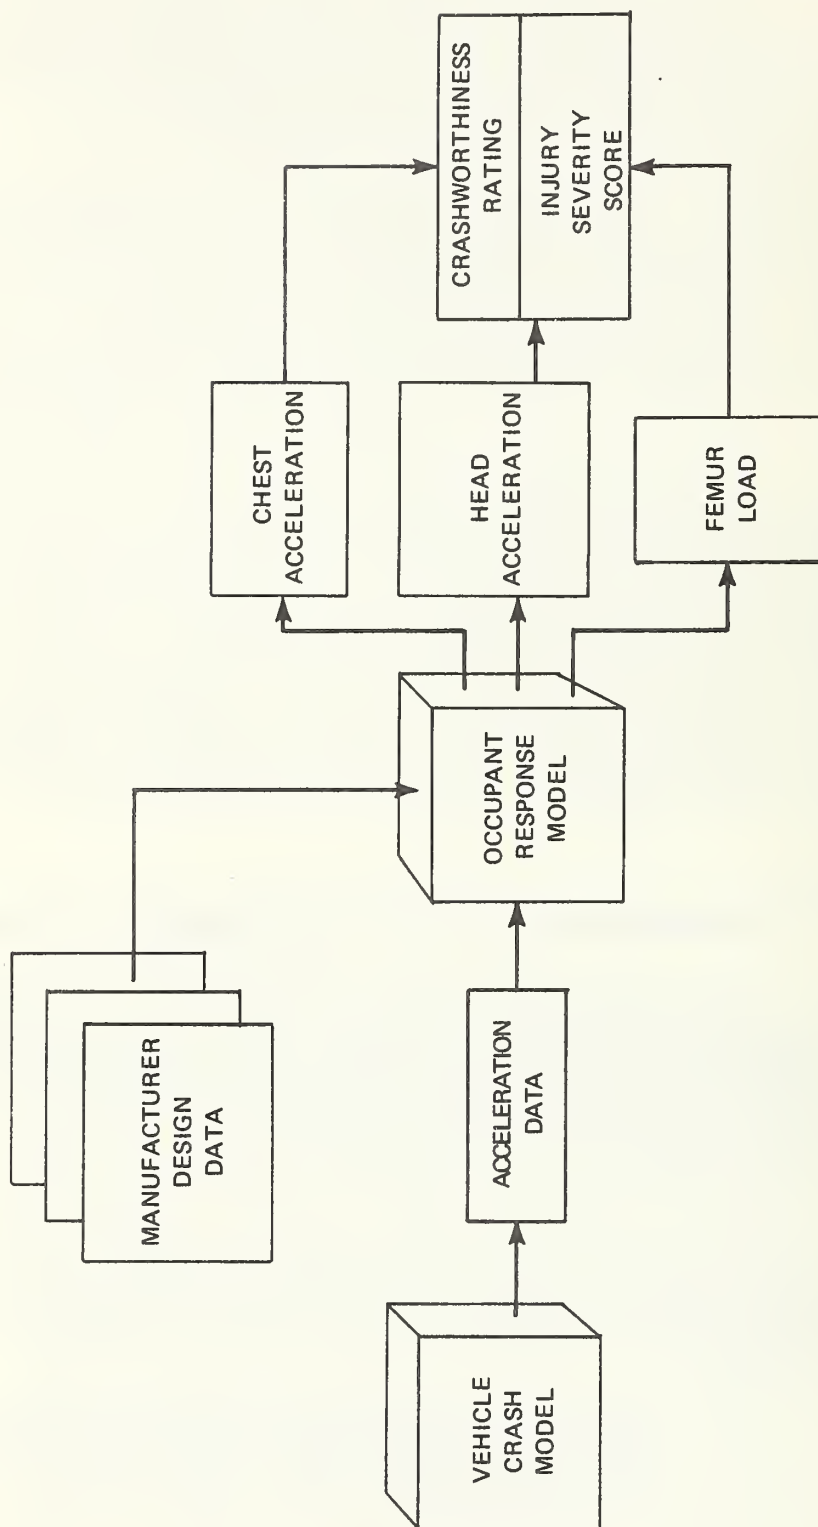 MANUFACTURER
DESIGN
DATA
VEHICLE
CRASH
MODEL
ACCELERATION
DATA
OCCUPANT
RESPONSE
MODEL
CHEST
ACCELERATION
HEAD
ACCELERATION
FEMUR
LOAD
CRASHWORTHINESS
RATING
INJURY
SEVERITY
SCORE